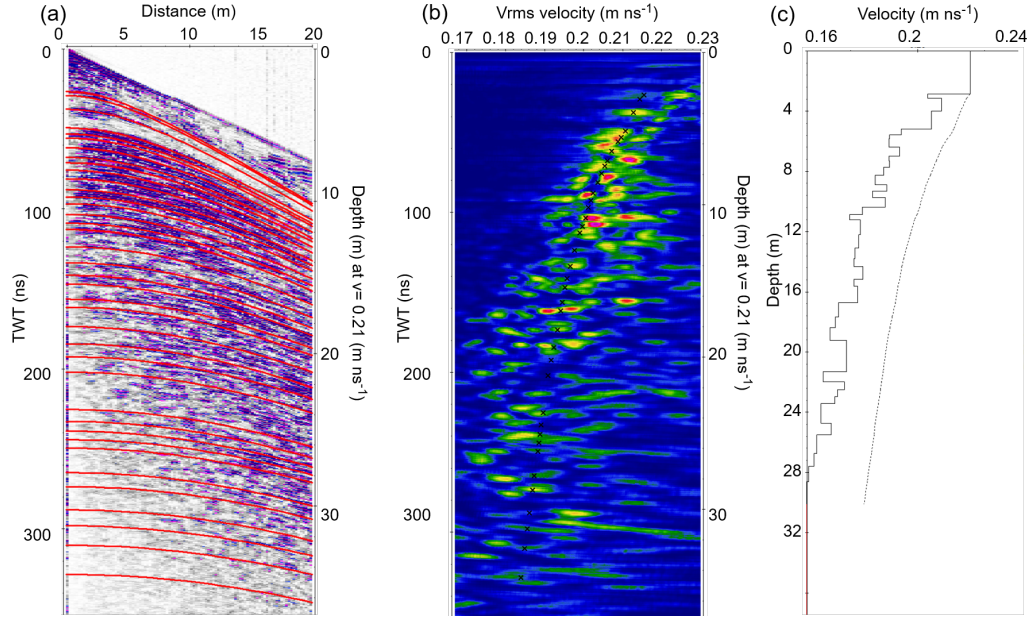 (a)
Distance (m)
0 5 10 15 20
TWT (ns)
0
100
200
300
Depth (m) at v= 0.21 (m ns⁻¹)
0
10
20
30
(b)
Vrms velocity (m ns⁻¹)
0.17 0.18 0.19 0.2 0.21 0.22 0.23
TWT (ns)
0
100
200
300
Depth (m) at v= 0.21 (m ns⁻¹)
0
10
20
30
(c)
Velocity (m ns⁻¹)
0.16 0.2 0.24
Depth (m)
0
4
8
12
16
20
24
28
32